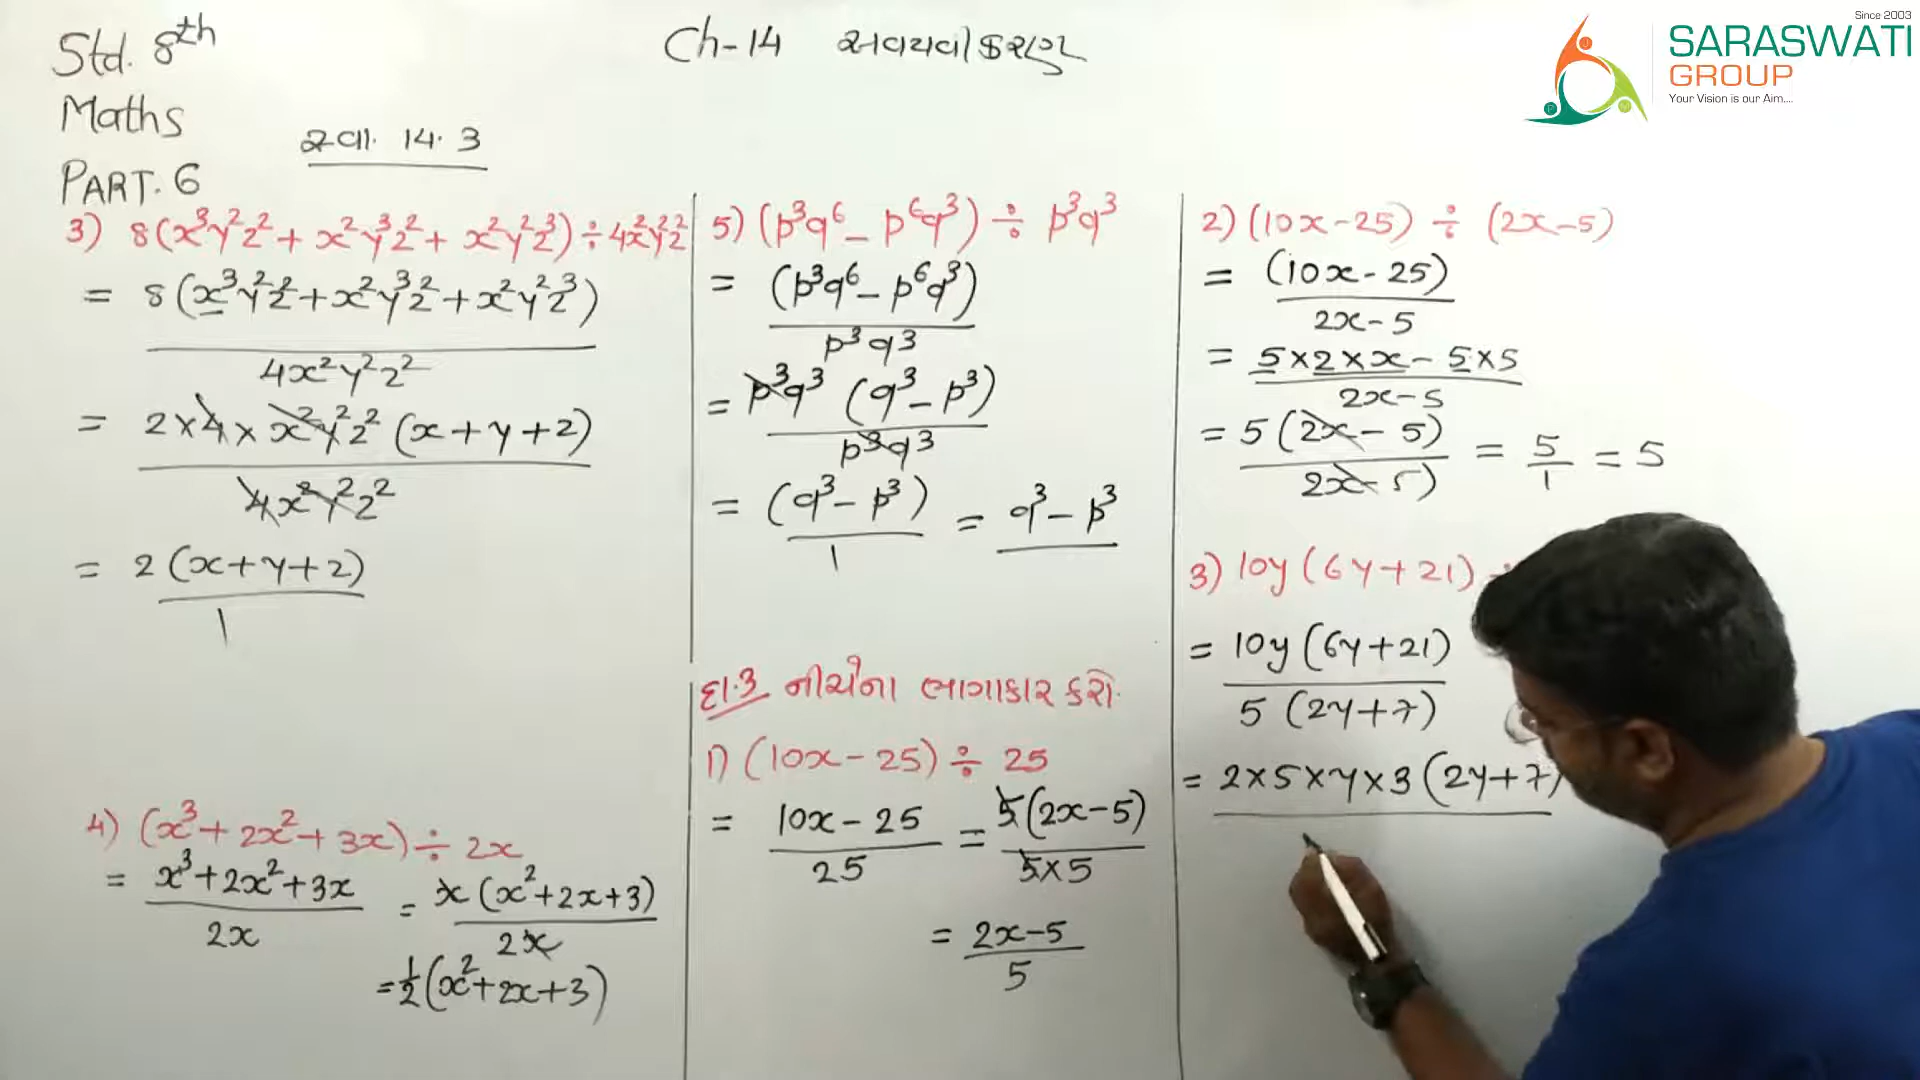 Std. 8th
Maths
PART. 6
Ch-14 અવયવીકરણ
સ્વા. 14.3
Since 2003
SARASWATI
GROUP
Your Vision is our Aim....
3) 8(x³y²z² + x²y³z² + x²y²z³) ÷ 4x²y²z²
= 8(x³y²z² + x²y³z² + x²y²z³)
4x²y²z²
= 2 × 4 × x²y²z² (x + y + z)
4x²y²z²
= 2 (x + y + z)
1
4) (x³ + 2x² + 3x) ÷ 2x
= x³ + 2x² + 3x
2x
= x (x² + 2x + 3)
2x
= 1/2 (x² + 2x + 3)
5) (p³q⁶ - p⁶q³) ÷ p³q³
= (p³q⁶ - p⁶q³)
p³q³
= p³q³ (q³ - p³)
p³q³
= (q³ - p³)
1
= q³ - p³
દા.3 નીચેના ભાગાકાર કરો.
1) (10x - 25) ÷ 25
= 10x - 25
25
= 5(2x - 5)
5×5
= 2x - 5
5
2) (10x - 25) ÷ (2x - 5)
= (10x - 25)
2x - 5
= 5 × 2 × x - 5 × 5
2x - 5
= 5 (2x - 5)
2x - 5)
= 5
1
= 5
3) 10y (6y + 21)
= 10y (6y + 21)
5 (2y + 7)
= 2 × 5 × y × 3 (2y + 7)